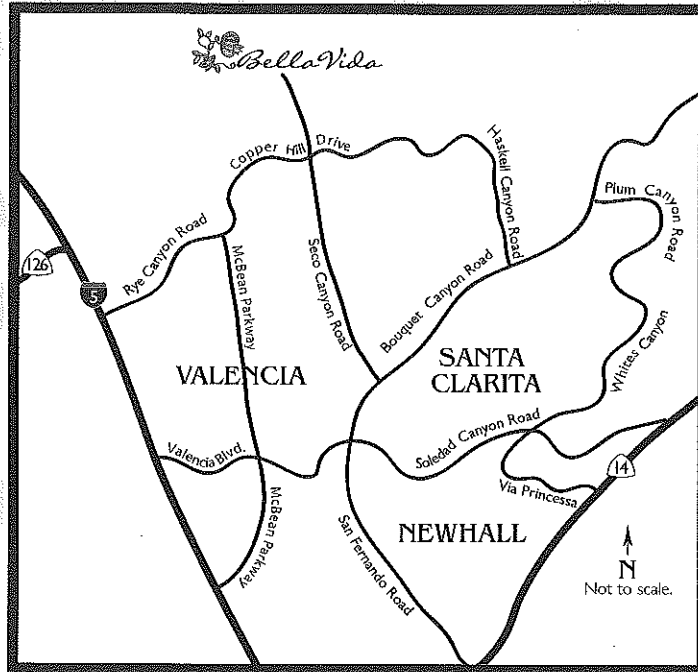 Bella Vida
Copper Hill Drive
Haskell Canyon Road
Plum Canyon Road
126
5
Rye Canyon Road
McBean Parkway
Seco Canyon Road
Bouquet Canyon Road
Whites Canyon
VALENCIA
SANTA
CLARITA
Valencia Blvd.
Soledad Canyon Road
14
Via Princessa
McBean Parkway
San Fernando Road
NEWHALL
N
Not to scale.